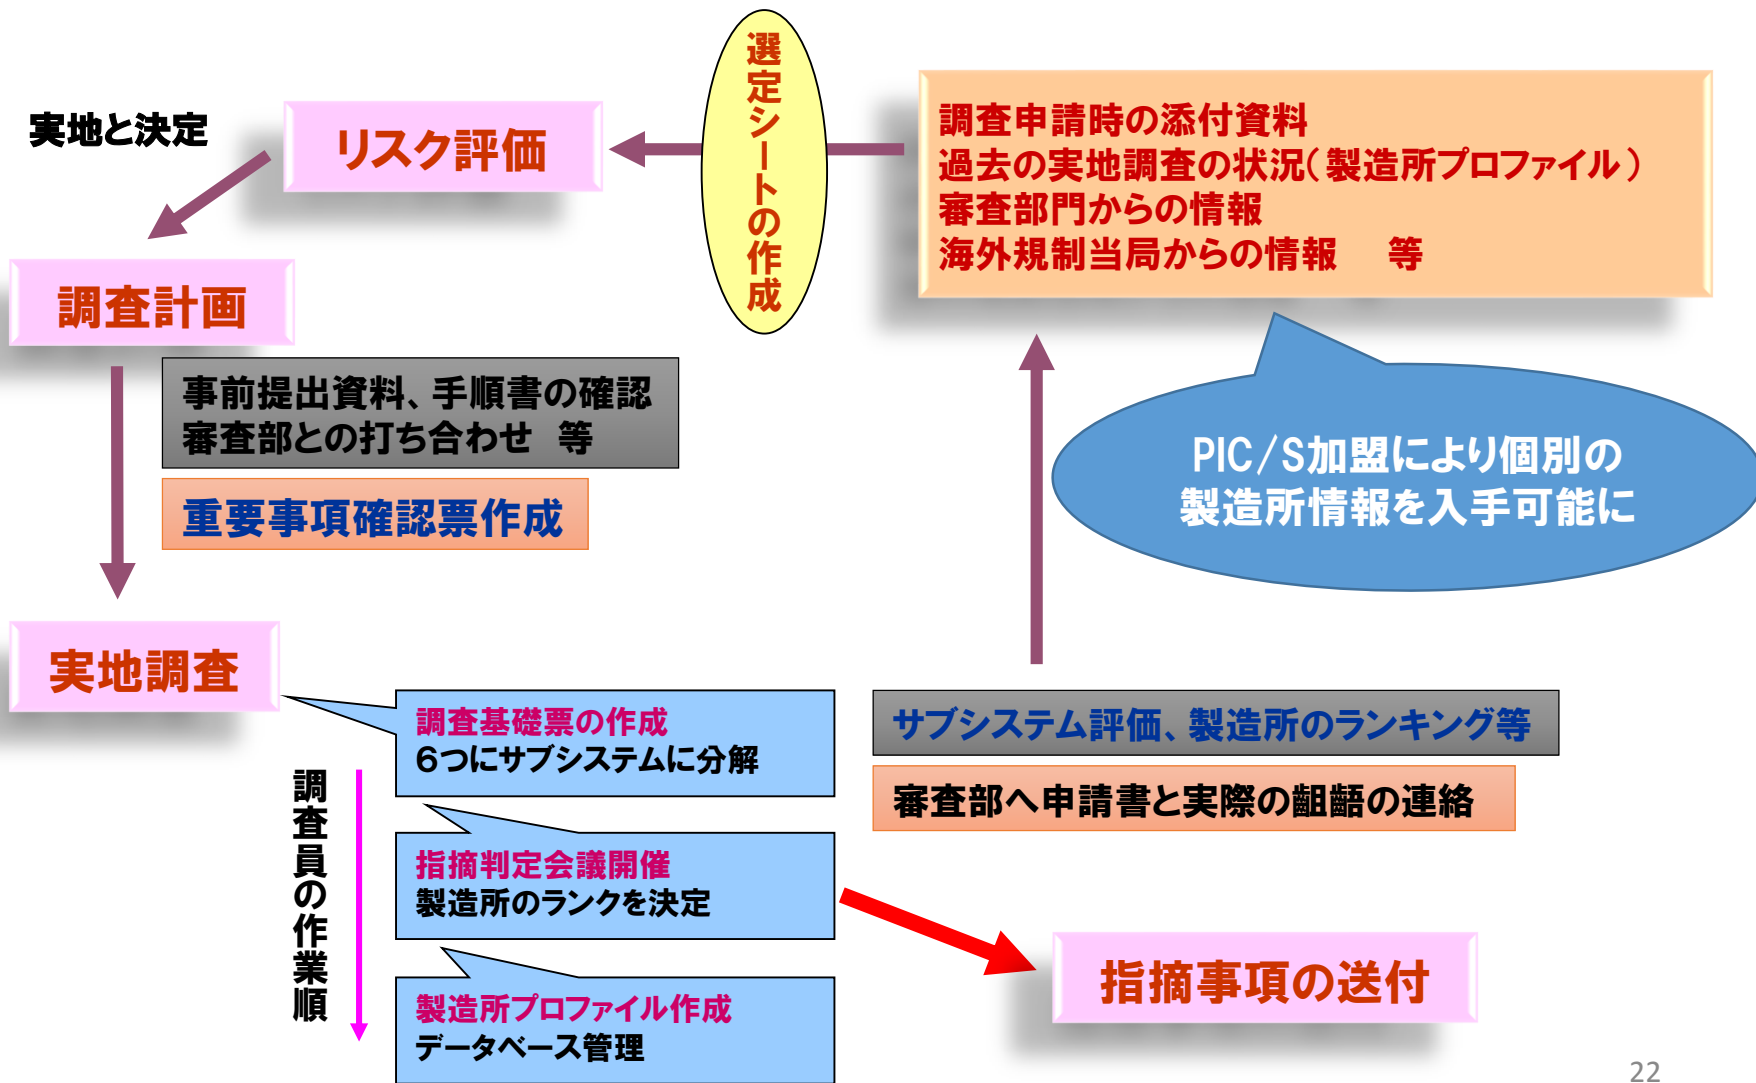 選定シートの作成
実地と決定
リスク評価
調査申請時の添付資料
過去の実地調査の状況（製造所プロファイル）
審査部門からの情報
海外規制当局からの情報　等
調査計画
事前提出資料、手順書の確認
審査部との打ち合わせ　等
重要事項確認票作成
PIC/S加盟により個別の
製造所情報を入手可能に
実地調査
調査基礎票の作成
６つにサブシステムに分解
サブシステム評価、製造所のランキング等
審査部へ申請書と実際の齟齬の連絡
調査員の作業順
指摘判定会議開催
製造所のランクを決定
指摘事項の送付
製造所プロファイル作成
データベース管理
22